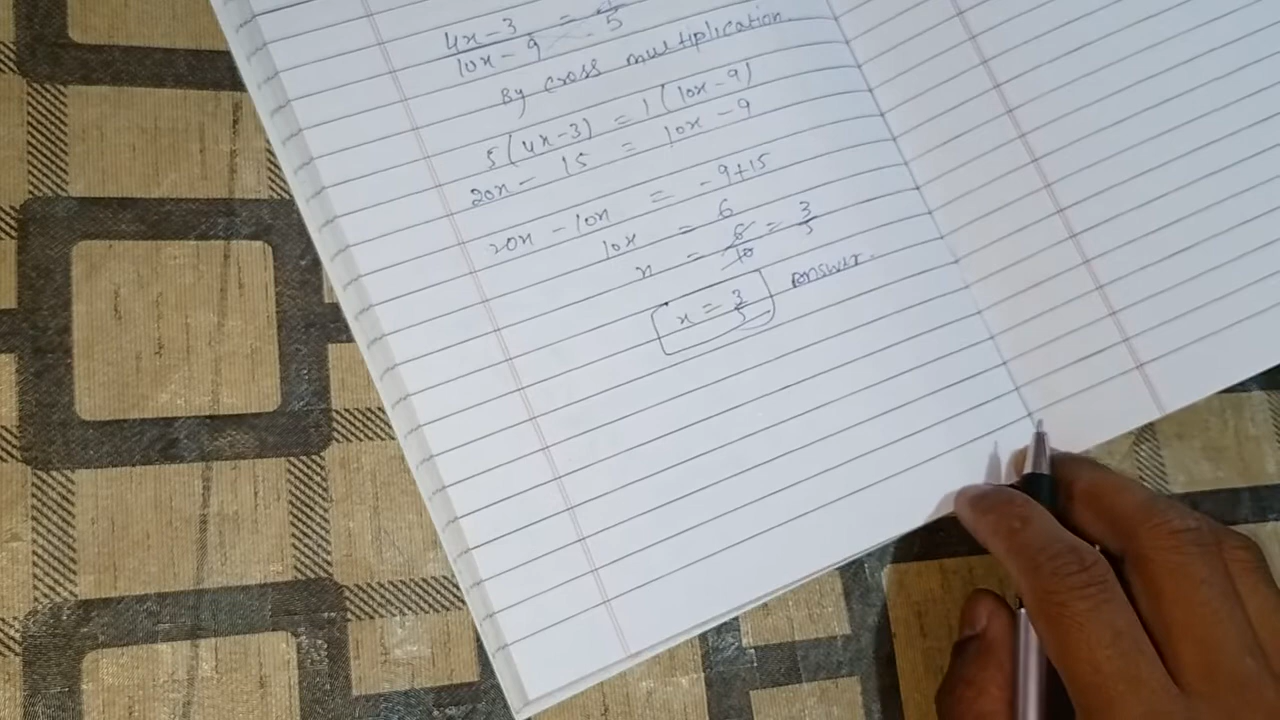 4x - 3 / 10x - 9 = 1/5
By cross multiplication.
5(4x-3) = 1(10x-9)
20x - 15 = 10x - 9
20x - 10x = -9+15
10x = 6
x = 6/10 = 3/5
x = 3/5 answer.